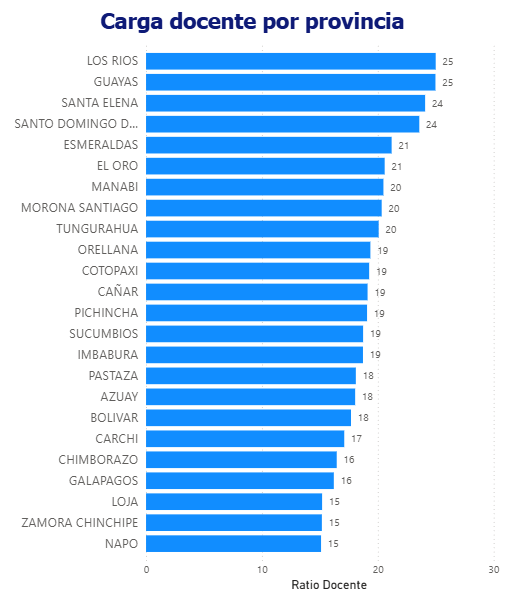 Carga docente por provincia
LOS RIOS 25
GUAYAS 25
SANTA ELENA 24
SANTO DOMINGO D... 24
ESMERALDAS 21
EL ORO 21
MANABI 20
MORONA SANTIAGO 20
TUNGURAHUA 20
ORELLANA 19
COTOPAXI 19
CAÑAR 19
PICHINCHA 19
SUCUMBIOS 19
IMBABURA 19
PASTAZA 18
AZUAY 18
BOLIVAR 18
CARCHI 17
CHIMBORAZO 16
GALAPAGOS 16
LOJA 15
ZAMORA CHINCHIPE 15
NAPO 15
0 10 20 30
Ratio Docente